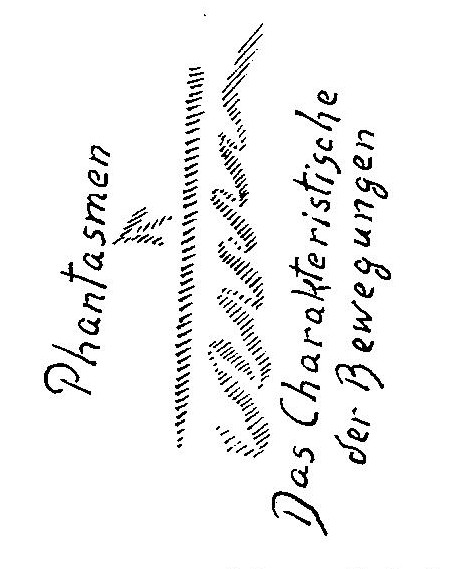 Phantasmen
Das Charakteristische
der Bewegungen